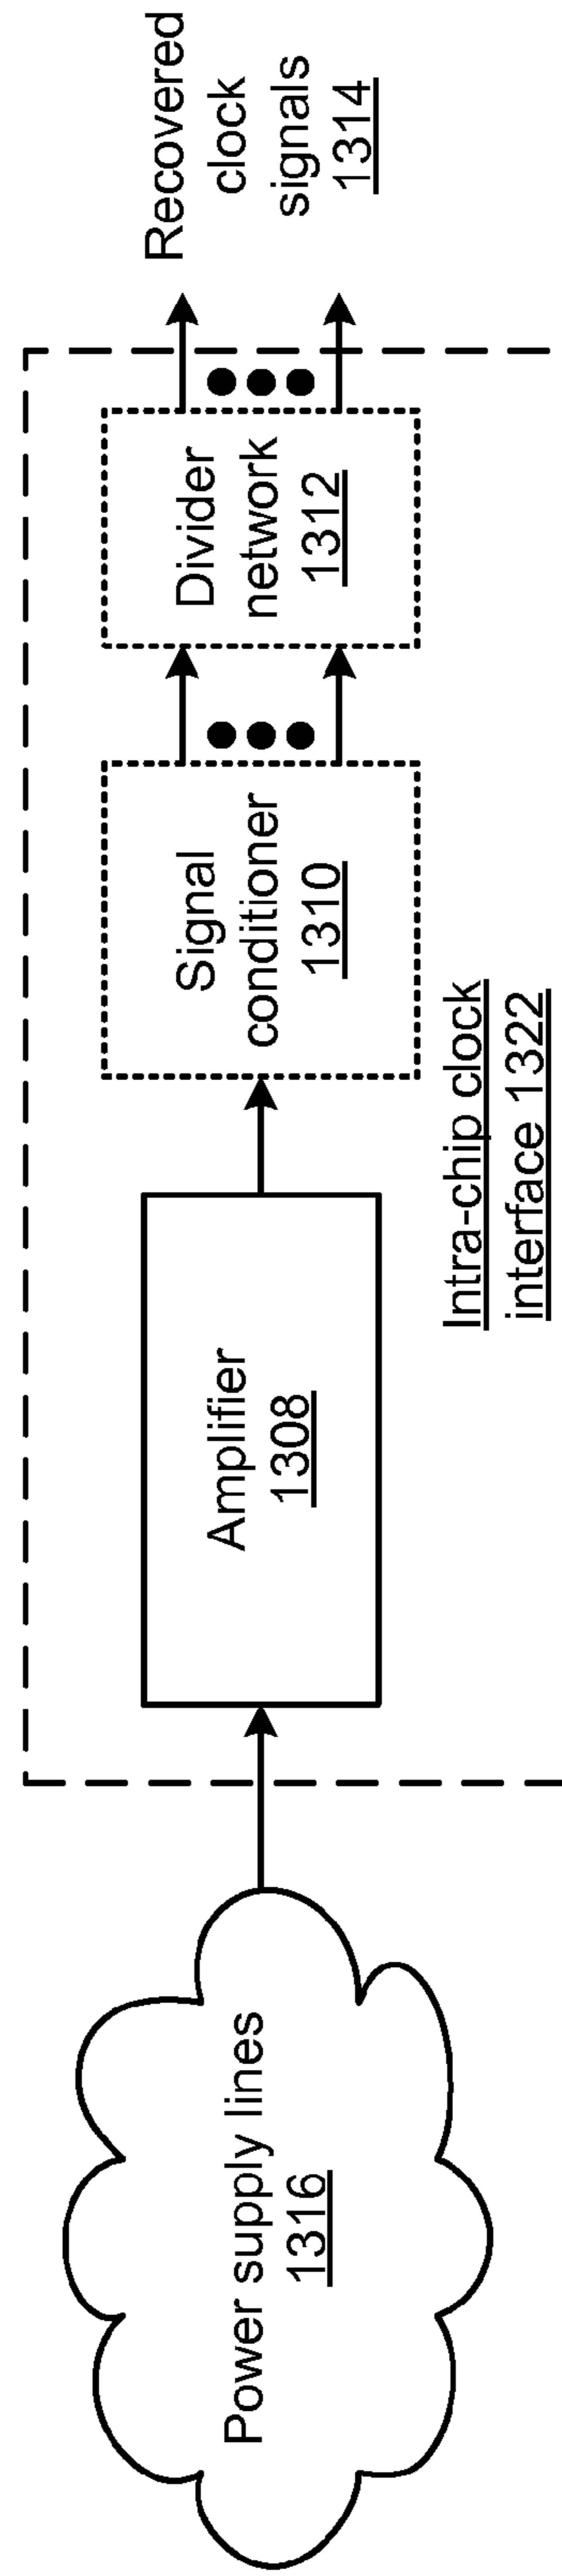 Power supply lines
1316
Amplifier
1308
Signal
conditioner
1310
Divider
network
1312
Recovered
clock
signals
1314
Intra-chip clock
interface 1322